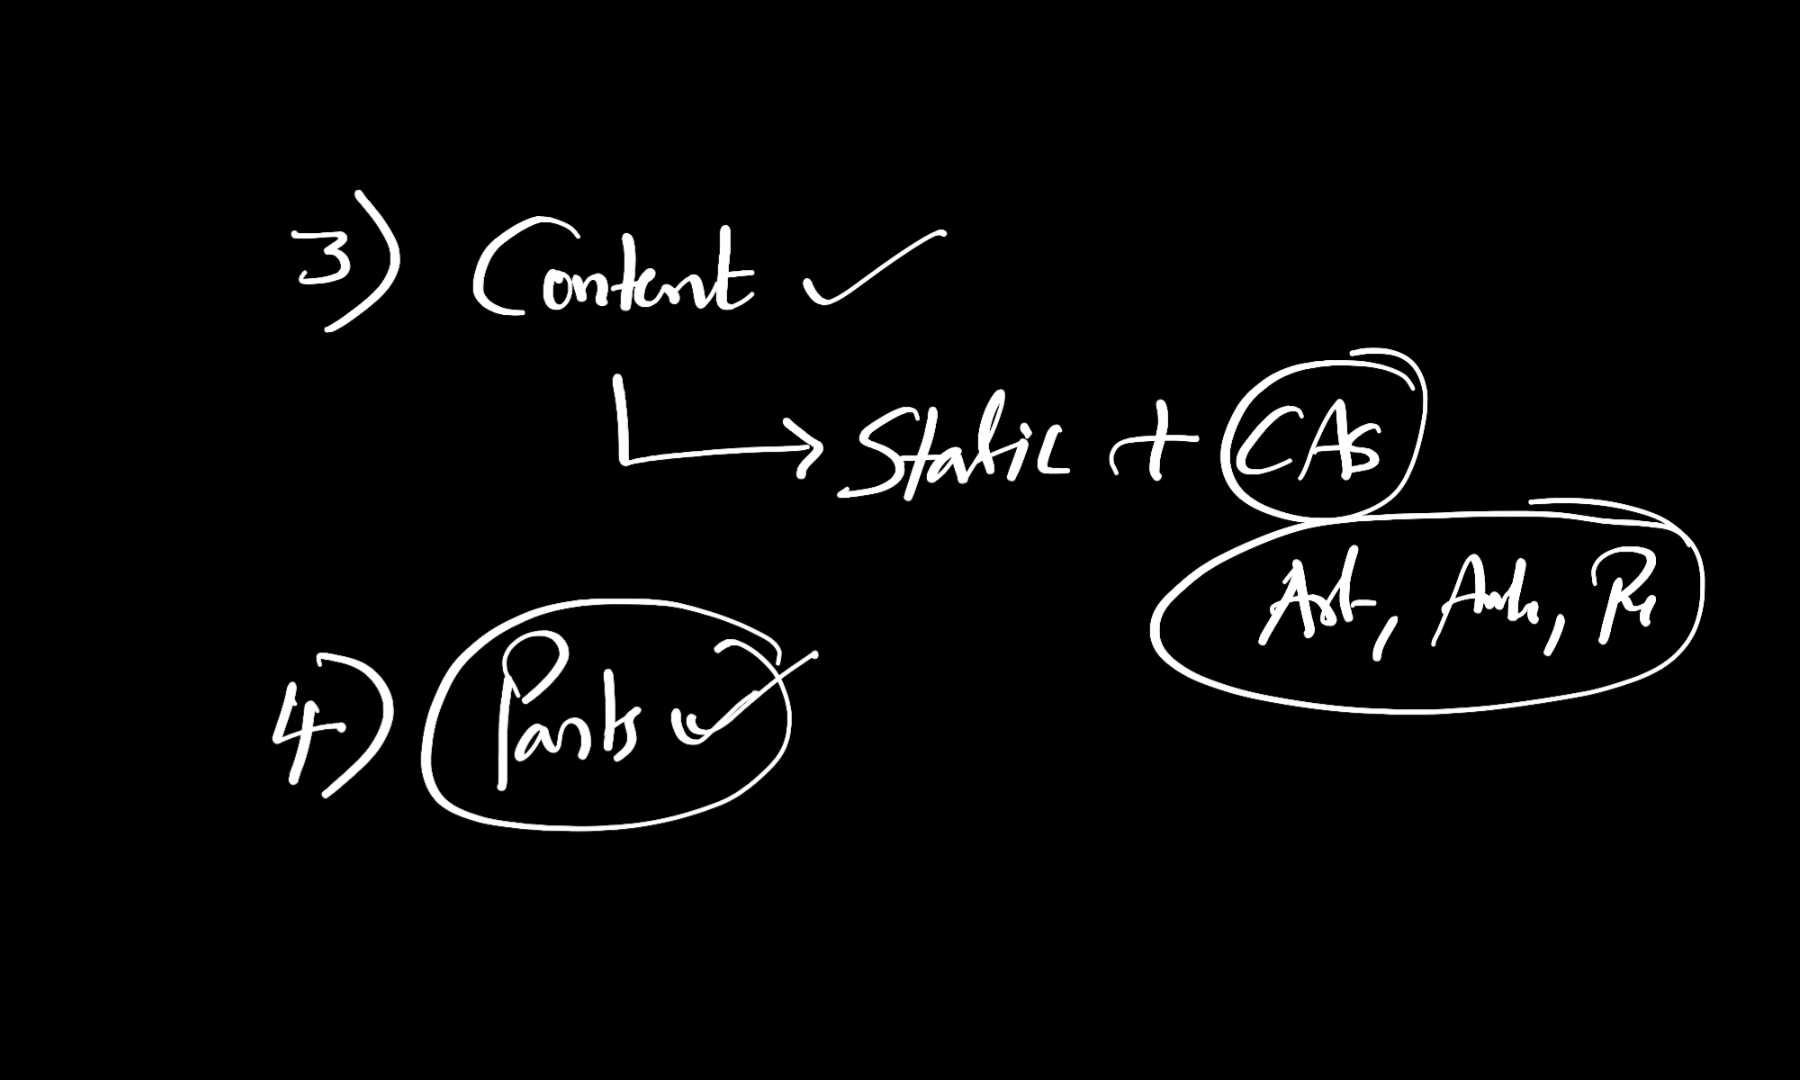 3) Content ✓
→ Static + CAs
Art, Auth, Re
4) Parts ✓